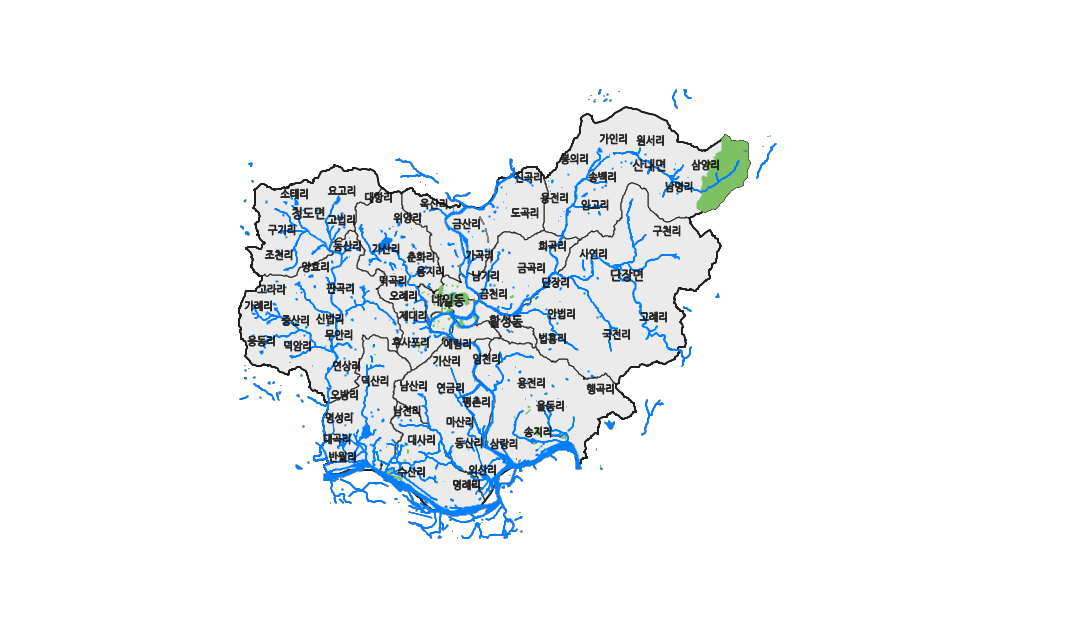 가인리
원서리
동의리
산내면
삼양리
송백리
남명리
진곡리
용전리
임고리
소태리
요고리
대항리
옥산리
청도면
고법리
위양리
금산리
도곡리
구기리
구천리
동산리
가산리
희곡리
조천리
춘화리
가곡리
사연리
양효리
용지리
남기리
금곡리
단장면
고라리
판곡리
퇴곡리
단장리
가례리
오례리
내일동
금천리
중산리
신법리
제대리
활성동
안법리
고례리
웅동리
덕암리
무안리
후사포리
예림리
법흥리
국전리
연상리
가산리
임천리
덕산리
남산리
연금리
용전리
행곡리
오방리
평촌리
남전리
율동리
명성리
마산리
송지리
대곡리
대사리
동산리
삼랑리
반월리
수산리
외산리
명례리